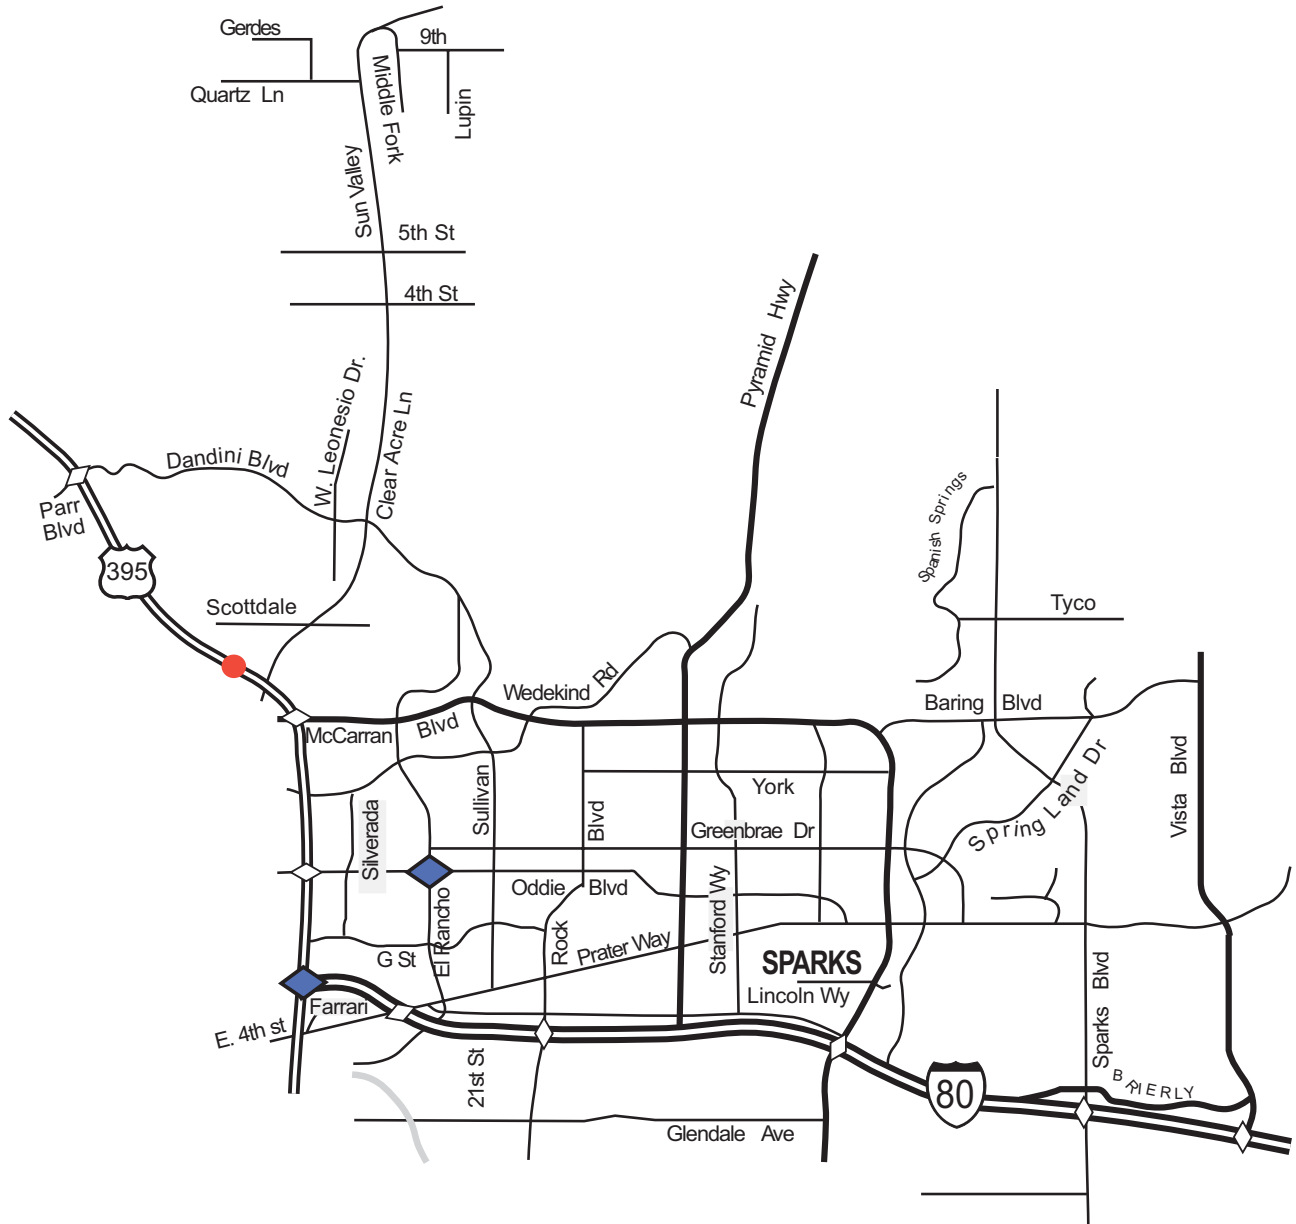 Gerdes
9th
Quartz Ln
Middle Fork
Lupin
Sun Valley
5th St
4th St
Pyramid Hwy
W. Leonesio Dr.
Clear Acre Ln
Dandini Blvd
Parr
Blvd
395
Spanish Springs
Scottdale
Tyco
Wedekind Rd
Baring Blvd
McCarran Blvd
Vista Blvd
York
Spring Land Dr
Silverada
Sullivan
Blvd
Greenbrae Dr
Oddie Blvd
El Rancho
Rock
Stanford Wy
Prater Way
G St
SPARKS
Lincoln Wy
Farrari
E. 4th st
Sparks Blvd
21st St
80
BRIERLY
Glendale Ave